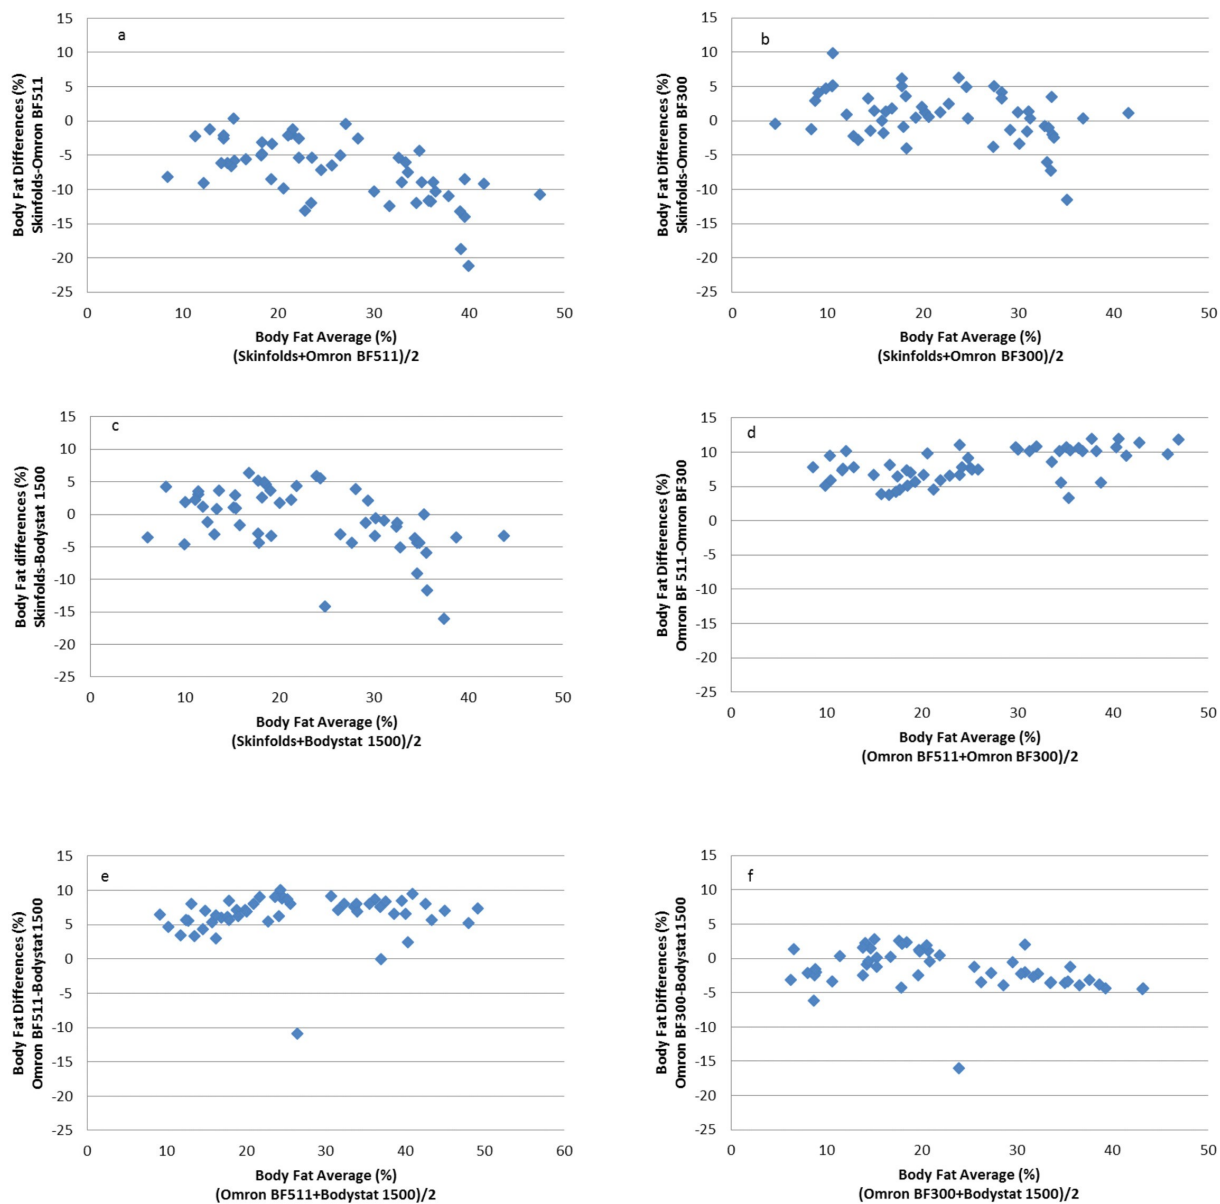 a
15
10
5
0
-5
-10
-15
-20
-25
0 10 20 30 40 50
Body Fat Differences (%)
Skinfolds-Omron BF511
Body Fat Average (%)
(Skinfolds+Omron BF511)/2
b
15
10
5
0
-5
-10
-15
-20
-25
0 10 20 30 40 50
Body Fat Differences (%)
Skinfolds-Omron BF300
Body Fat Average (%)
(Skinfolds+Omron BF300)/2
c
15
10
5
0
-5
-10
-15
-20
-25
0 10 20 30 40 50
Body Fat differences (%)
Skinfolds-Bodystat 1500
Body Fat Average (%)
(Skinfolds+Bodystat 1500)/2
d
15
10
5
0
-5
-10
-15
-20
-25
0 10 20 30 40 50
Body Fat Differences (%)
Omron BF 511-Omron BF300
Body Fat Average (%)
(Omron BF511+Omron BF300)/2
e
15
10
5
0
-5
-10
-15
-20
-25
0 10 20 30 40 50 60
Body Fat Differences (%)
Omron BF511-Bodystat 1500
Body Fat Average (%)
(Omron BF511+Bodystat 1500)/2
f
15
10
5
0
-5
-10
-15
-20
-25
0 10 20 30 40 50
Body Fat Differences (%)
Omron BF300-Bodystat 1500
Body Fat Average (%)
(Omron BF300+Bodystat 1500)/2